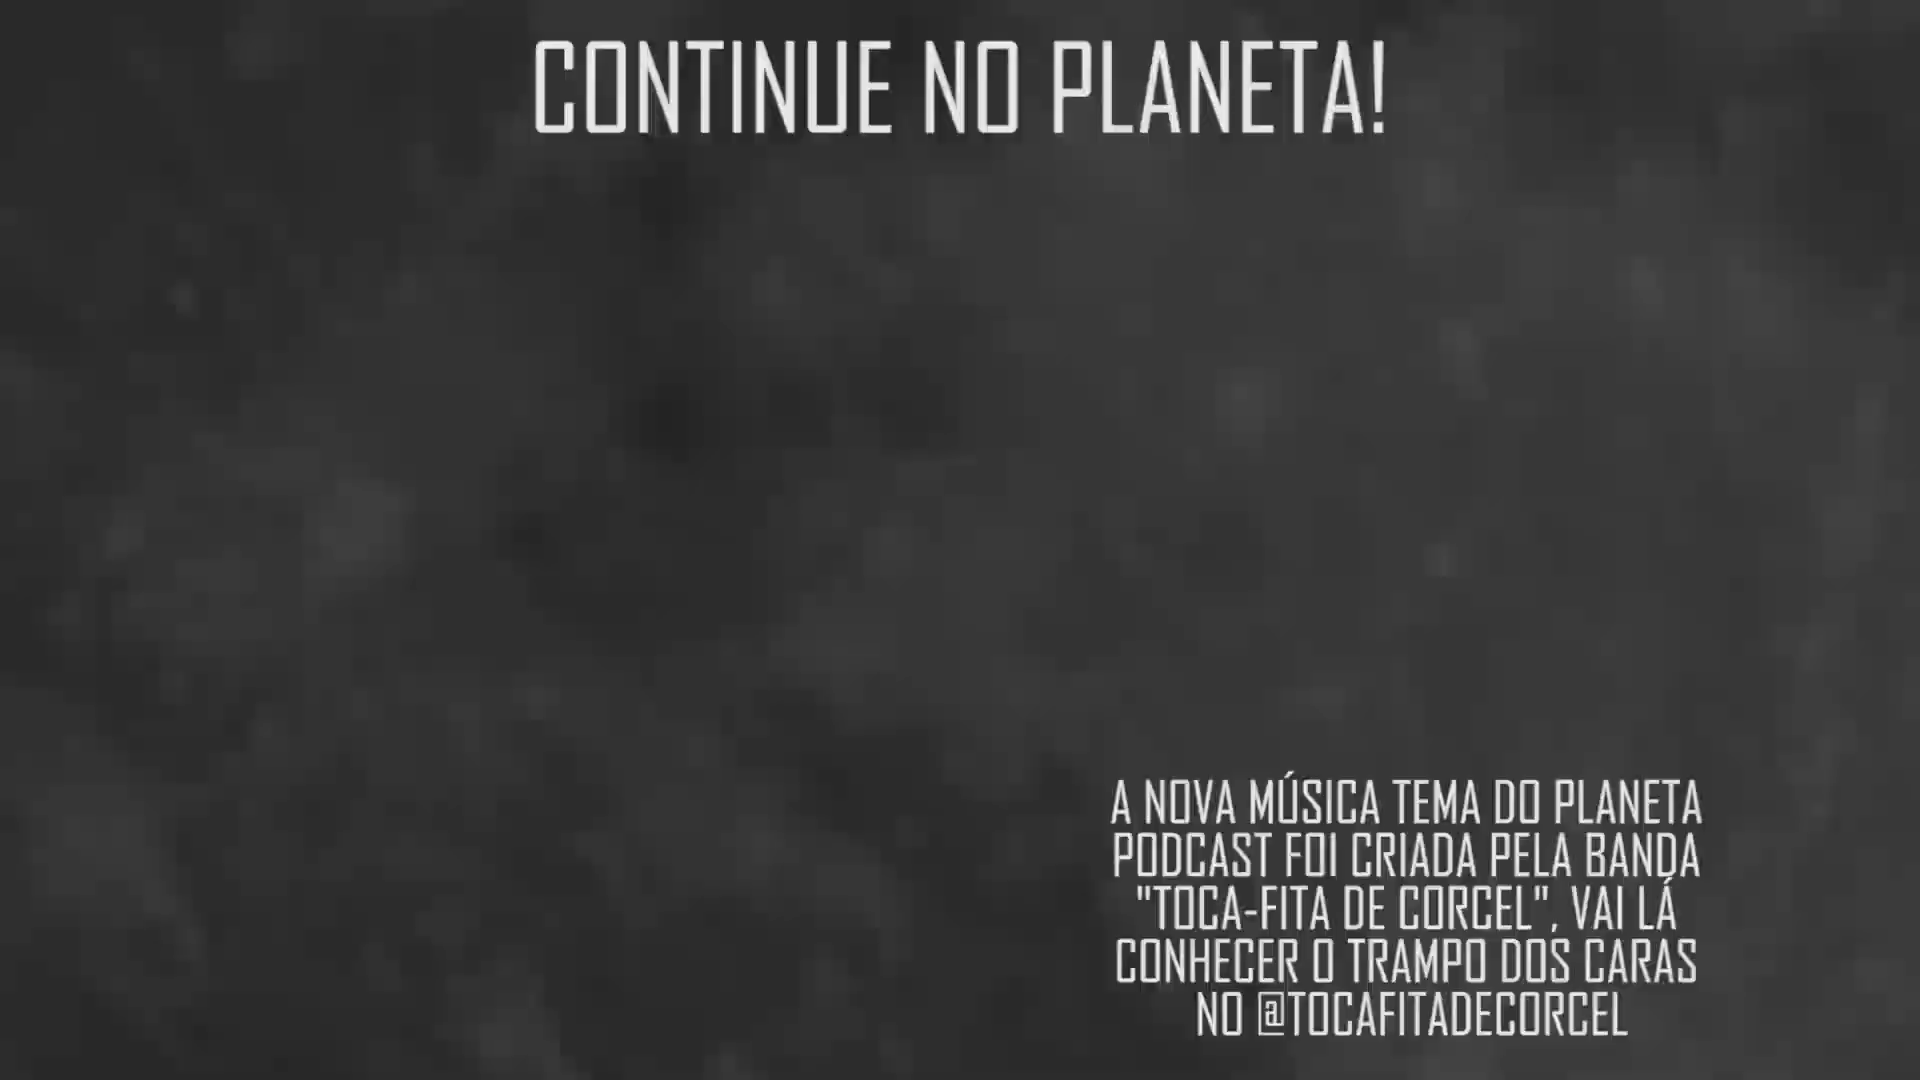 CONTINUE NO PLANETA!
A NOVA MÚSICA TEMA DO PLANETA
PODCAST FOI CRIADA PELA BANDA
"TOCA-FITA DE CORCEL", VAI LÁ
CONHECER O TRAMPO DOS CARAS
NO @TOCAFITADECORCEL